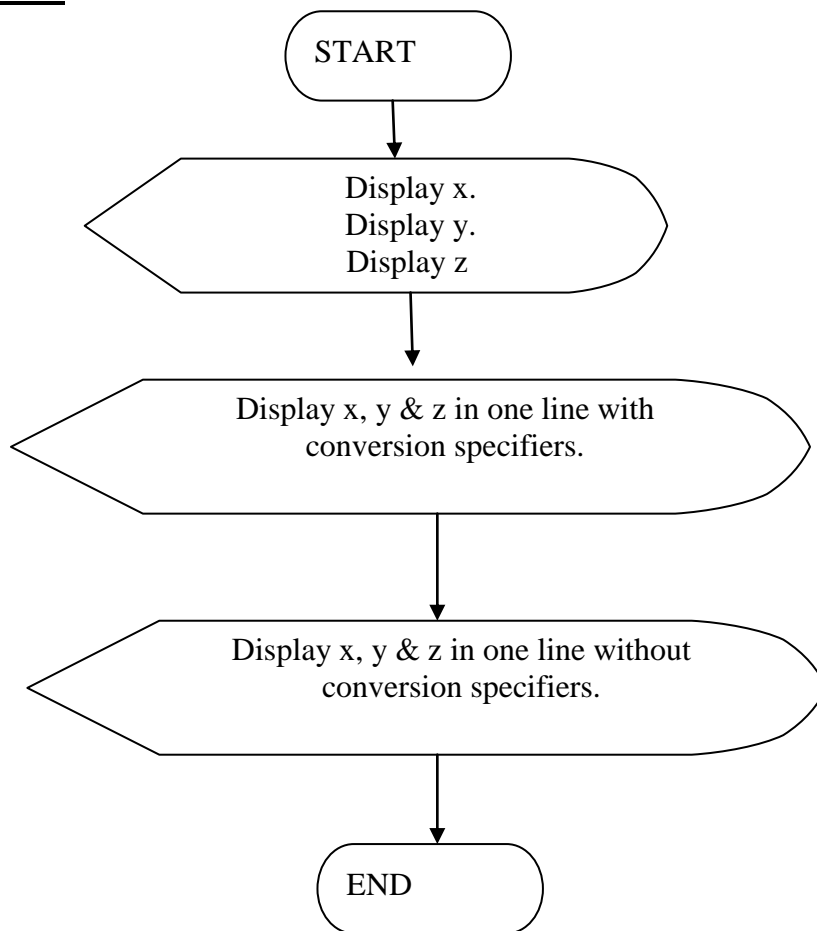 START
Display x.
Display y.
Display z
Display x, y & z in one line with
conversion specifiers.
Display x, y & z in one line without
conversion specifiers.
END